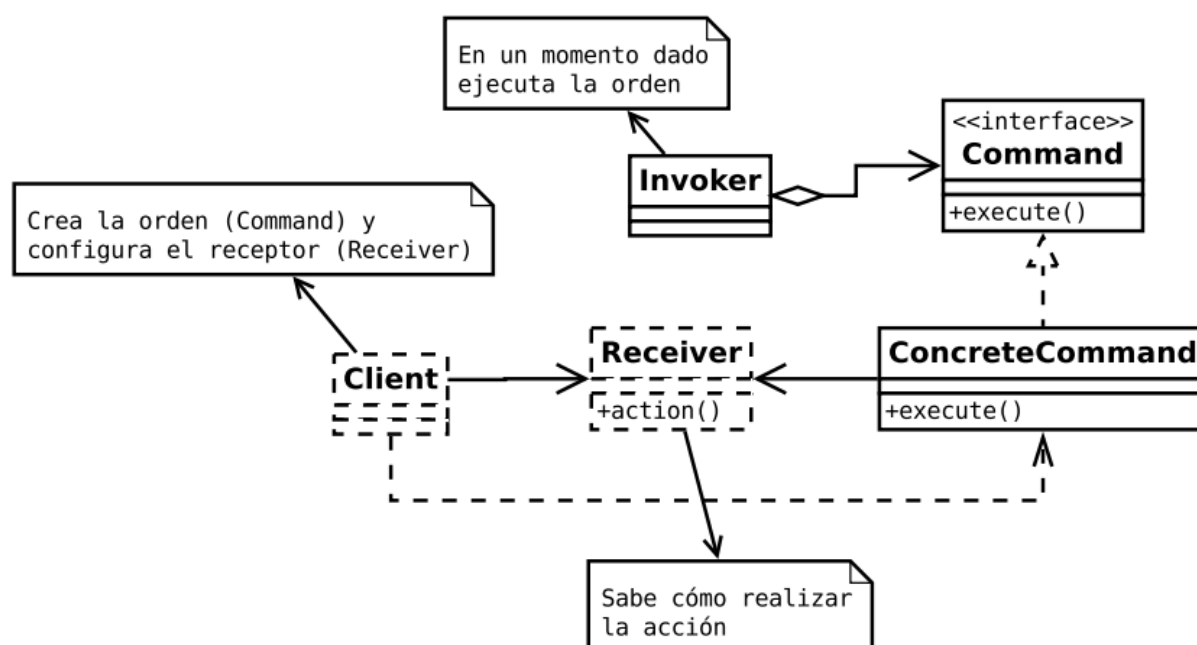 En un momento dado
ejecuta la orden
<<interface>>
Command
+execute()
Invoker
Crea la orden (Command) y
configura el receptor (Receiver)
Client
Receiver
+action()
ConcreteCommand
+execute()
Sabe cómo realizar
la acción